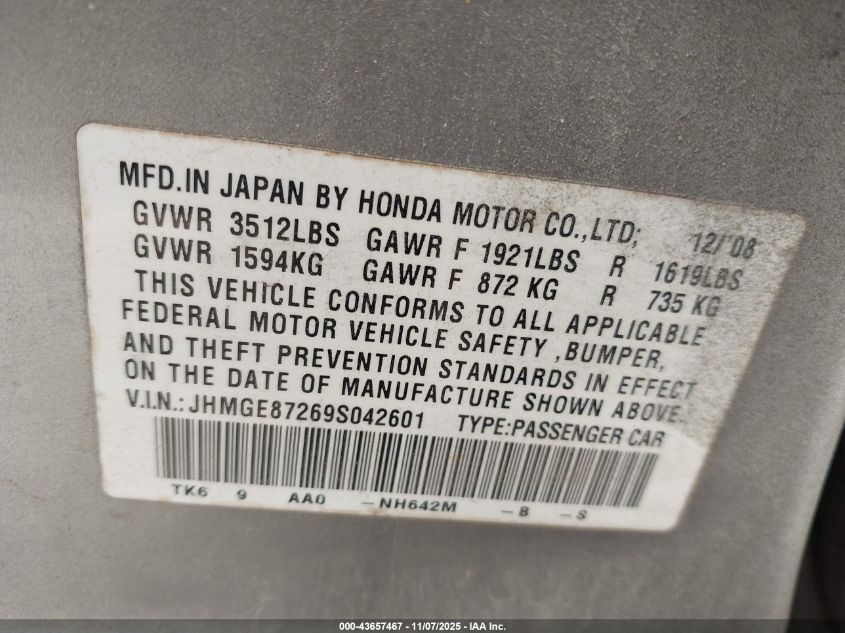 MFD.IN JAPAN BY HONDA MOTOR CO.,LTD; 12/'08
GVWR 3512LBS GAWR F 1921LBS R 1619LBS
GVWR 1594KG GAWR F 872 KG R 735 KG
THIS VEHICLE CONFORMS TO ALL APPLICABLE
FEDERAL MOTOR VEHICLE SAFETY ,BUMPER,
AND THEFT PREVENTION STANDARDS IN EFFECT
ON THE DATE OF MANUFACTURE SHOWN ABOVE.
V.I.N.: JHMGE87269S042601 TYPE:PASSENGER CAR
TK6 9 AA0 -NH642M -B -S
000-43657467 - 11/07/2025 - IAA Inc.